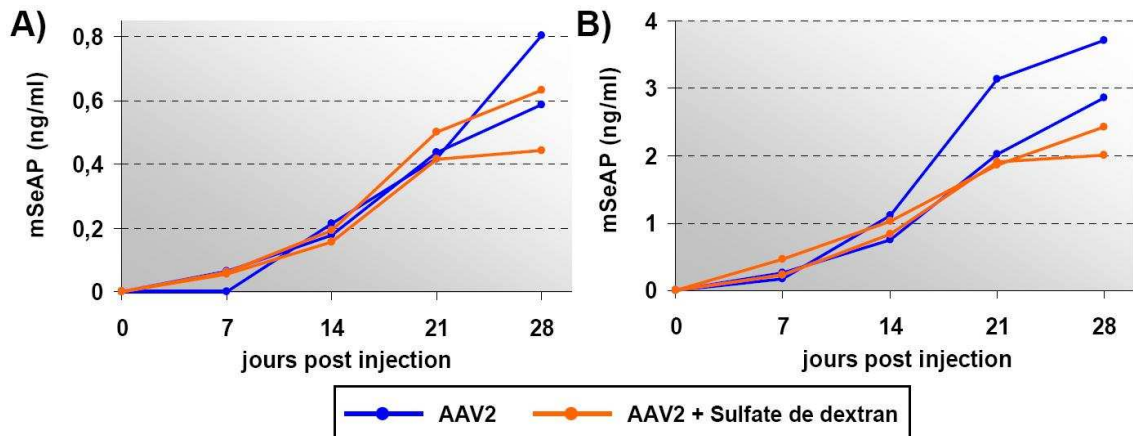 A)
mSeAP (ng/ml)
0,8
0,6
0,4
0,2
0
0 7 14 21 28
jours post injection
B)
mSeAP (ng/ml)
4
3
2
1
0
0 7 14 21 28
jours post injection
AAV2 AAV2 + Sulfate de dextran